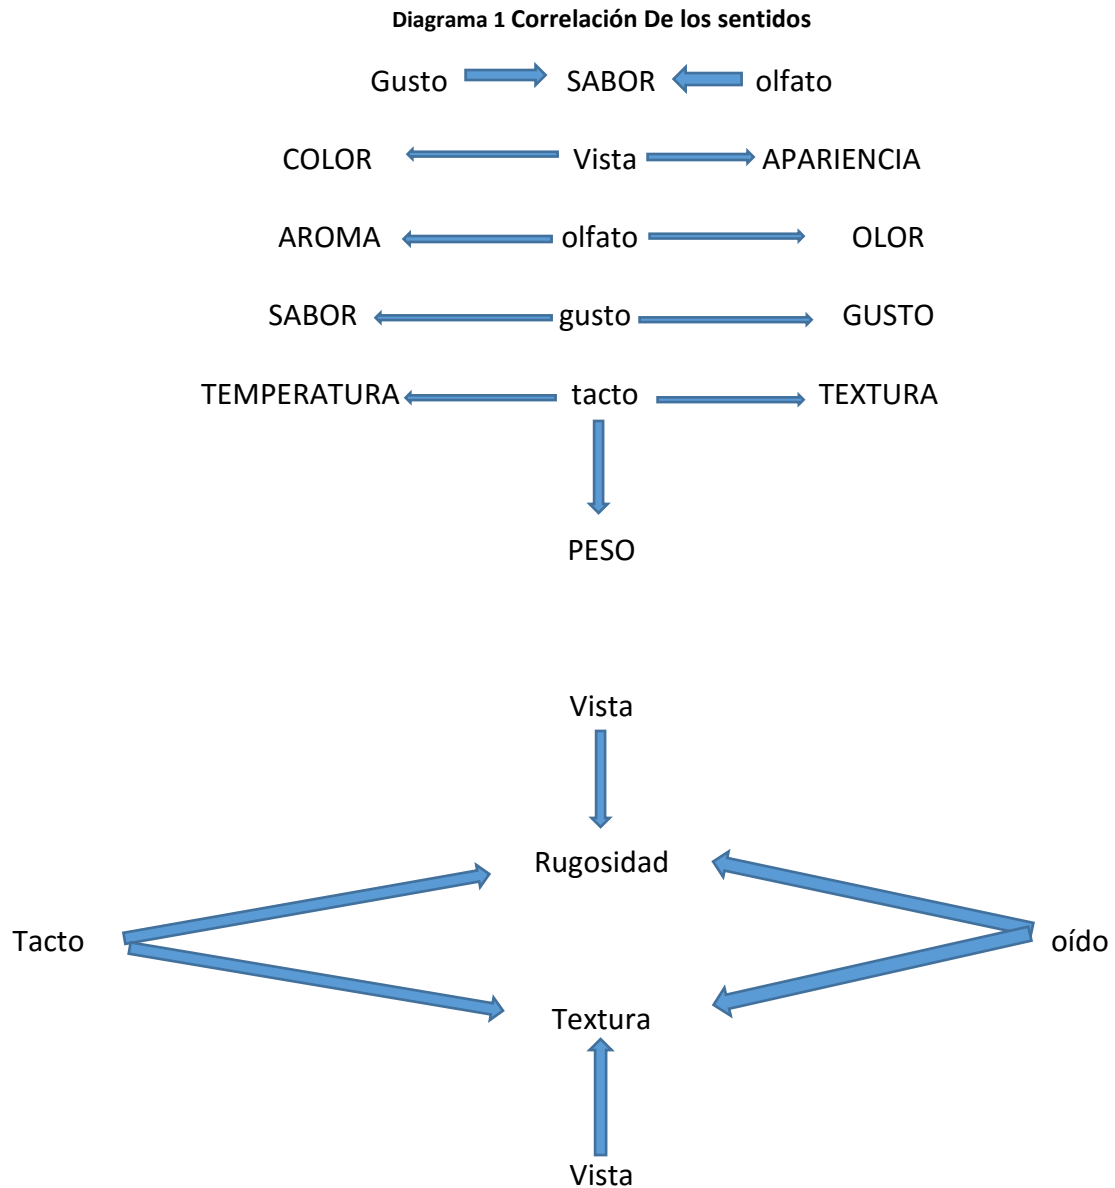 Diagrama 1 Correlación De los sentidos
Gusto SABOR olfato
COLOR Vista APARIENCIA
AROMA olfato OLOR
SABOR gusto GUSTO
TEMPERATURA tacto TEXTURA
PESO
Vista
Rugosidad
Tacto oído
Textura
Vista